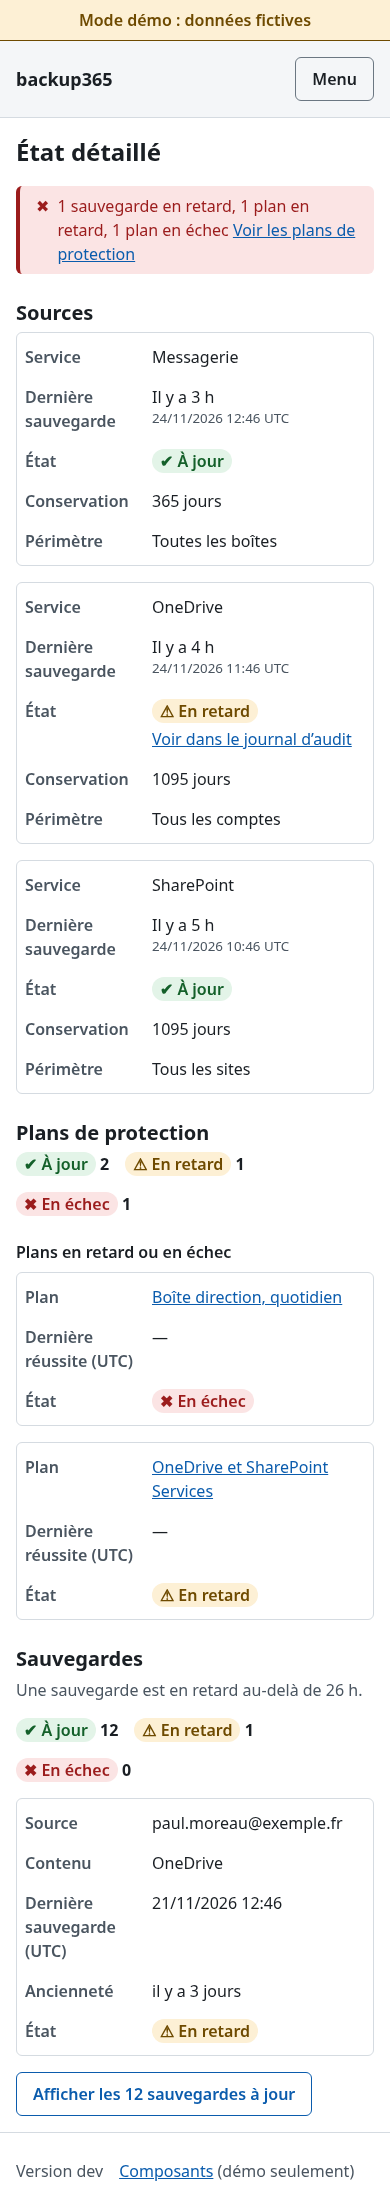 Mode démo : données fictives
backup365
Menu
État détaillé
✖ 1 sauvegarde en retard, 1 plan en
retard, 1 plan en échec Voir les plans de
protection
Sources
Service Messagerie
Dernière Il y a 3 h
sauvegarde 24/11/2026 12:46 UTC
État ✔ À jour
Conservation 365 jours
Périmètre Toutes les boîtes
Service OneDrive
Dernière Il y a 4 h
sauvegarde 24/11/2026 11:46 UTC
État ⚠ En retard
Voir dans le journal d’audit
Conservation 1095 jours
Périmètre Tous les comptes
Service SharePoint
Dernière Il y a 5 h
sauvegarde 24/11/2026 10:46 UTC
État ✔ À jour
Conservation 1095 jours
Périmètre Tous les sites
Plans de protection
✔ À jour 2 ⚠ En retard 1
✖ En échec 1
Plans en retard ou en échec
Plan Boîte direction, quotidien
Dernière —
réussite (UTC)
État ✖ En échec
Plan OneDrive et SharePoint
Services
Dernière —
réussite (UTC)
État ⚠ En retard
Sauvegardes
Une sauvegarde est en retard au-delà de 26 h.
✔ À jour 12 ⚠ En retard 1
✖ En échec 0
Source paul.moreau@exemple.fr
Contenu OneDrive
Dernière 21/11/2026 12:46
sauvegarde
(UTC)
Ancienneté il y a 3 jours
État ⚠ En retard
Afficher les 12 sauvegardes à jour
Version dev Composants (démo seulement)